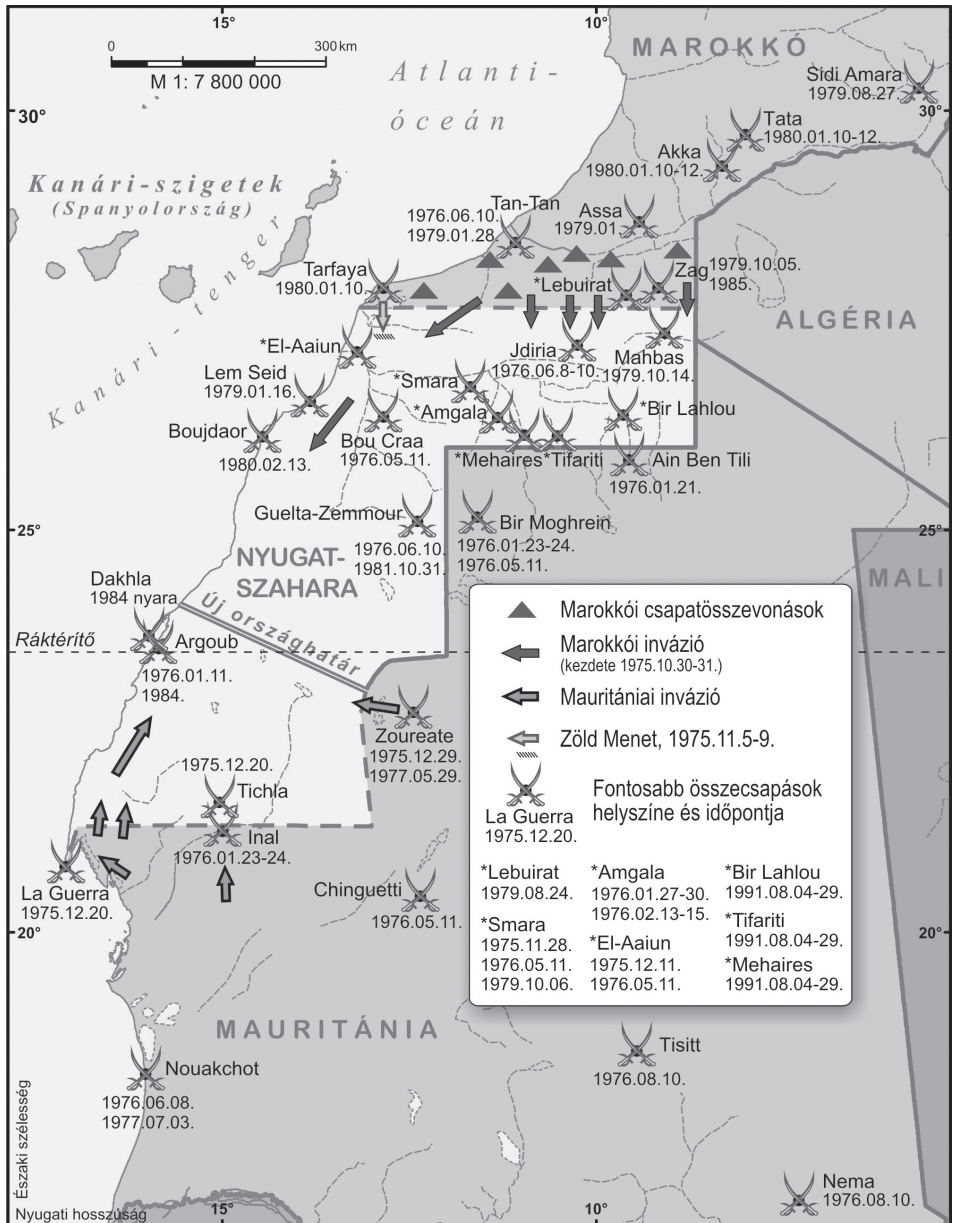 15°
10°
0
300 km
M 1: 7 800 000
Atlanti-
óceán
MAROKKÓ
Sidi Amara
1979.08.27.
30°
30°
Tata
1980.01.10-12.
Akka
1980.01.10-12.
Kanári-szigetek
(Spanyolország)
Kanári-tenger
Tan-Tan
1976.06.10.
1979.01.28.
Assa
1979.01.
Tarfaya
1980.01.10.
*Lebuirat
Zag
1979.10.05.
1985.
ALGÉRIA
*El-Aaiun
Jdiria
1976.06.8-10.
Mahbas
1979.10.14.
Lem Seid
1979.01.16.
*Smara
*Amgala
*Bir Lahlou
Boujdaor
1980.02.13.
Bou Craa
1976.05.11.
*Mehaires
*Tifariti
Ain Ben Tili
1976.01.21.
Guelta-Zemmour
1976.06.10.
1981.10.31.
Bir Moghrein
1976.01.23-24.
1976.05.11.
25°
25°
NYUGAT-
SZAHARA
MALI
Dakhla
1984 nyara
Új országhatár
Ráktérítő
Argoub
1976.01.11.
1984.
Zoureate
1975.12.29.
1977.05.29.
1975.12.20.
Tichla
Inal
1976.01.23-24.
La Guerra
1975.12.20.
Chinguetti
1976.05.11.
Marokkói csapatösszevonások
Marokkói invázió
(kezdete 1975.10.30-31.)
Mauritániai invázió
Zöld Menet, 1975.11.5-9.
La Guerra
1975.12.20.
Fontosabb összecsapások
helyszíne és időpontja
*Lebuirat
1979.08.24.
*Smara
1975.11.28.
1976.05.11.
1979.10.06.
*Amgala
1976.01.27-30.
1976.02.13-15.
*El-Aaiun
1975.12.11.
1976.05.11.
*Bir Lahlou
1991.08.04-29.
*Tifariti
1991.08.04-29.
*Mehaires
1991.08.04-29.
20°
20°
MAURITÁNIA
Tisitt
1976.08.10.
Nouakchot
1976.06.08.
1977.07.03.
Nema
1976.08.10.
Északi szélesség
Nyugati hosszúság
15°
10°